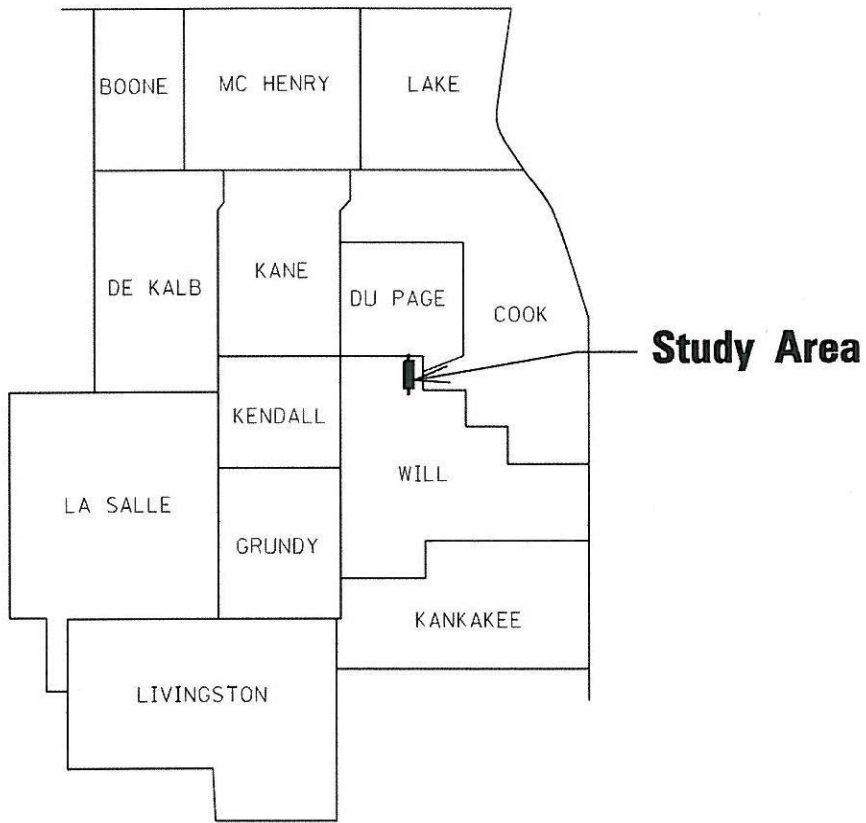 BOONE
MC HENRY
LAKE
DE KALB
KANE
DU PAGE
COOK
Study Area
KENDALL
WILL
LA SALLE
GRUNDY
KANKAKEE
LIVINGSTON